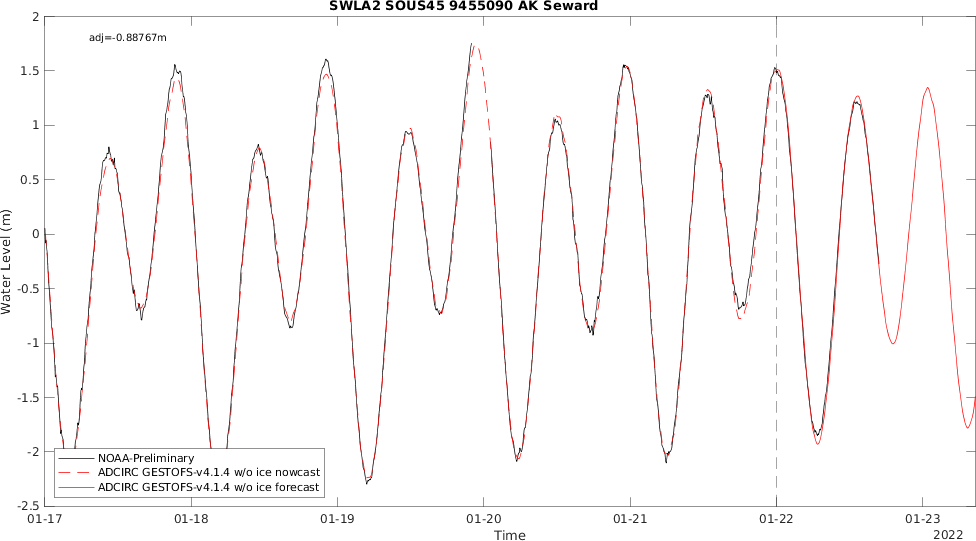 SWLA2 SOUS45 9455090 AK Seward
adj=-0.88767m
2
1.5
1
0.5
0
-0.5
-1
-1.5
-2
-2.5
Water Level (m)
NOAA-Preliminary
ADCIRC GESTOFS-v4.1.4 w/o ice nowcast
ADCIRC GESTOFS-v4.1.4 w/o ice forecast
01-17 01-18 01-19 01-20 01-21 01-22 01-23
Time
2022